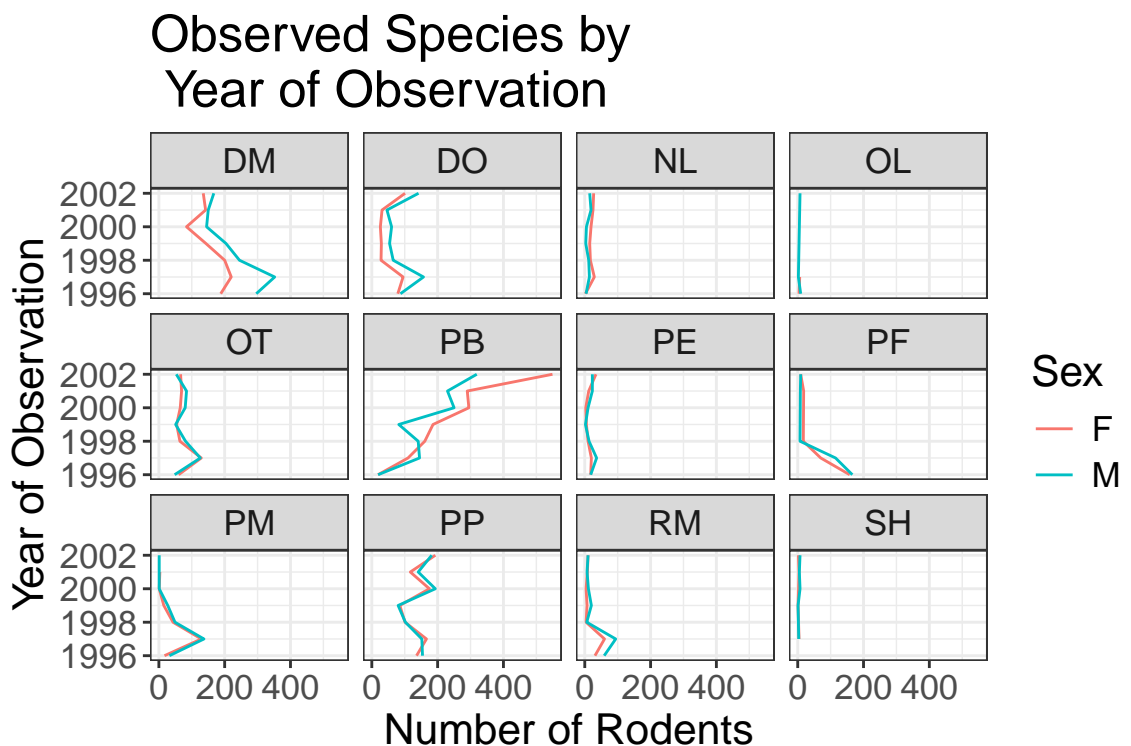 Observed Species by
Year of Observation
DM DO NL OL
2002
2000
1998
1996
OT PB PE PF
2002
2000
1998
1996
PM PP RM SH
2002
2000
1998
1996
0 200 400 0 200 400 0 200 400 0 200 400
Number of Rodents
Year of Observation
Sex
F
M